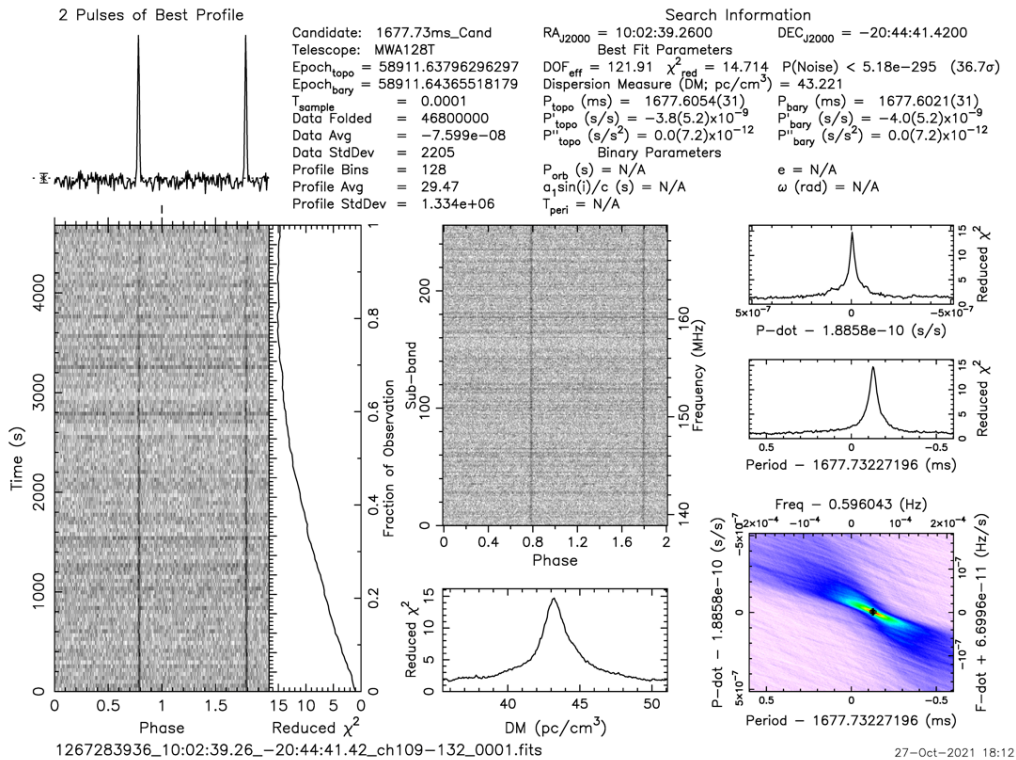 2 Pulses of Best Profile
Search Information
Candidate: 1677.73ms_Cand
Telescope: MWA128T
Epoch_topo = 58911.63796296297
Epoch_bary = 58911.64365518179
T_sample = 0.0001
Data Folded = 46800000
Data Avg = −7.599e−08
Data StdDev = 2205
Profile Bins = 128
Profile Avg = 29.47
Profile StdDev = 1.334e+06
RA_J2000 = 10:02:39.2600 DEC_J2000 = −20:44:41.4200
Best Fit Parameters
DOF_eff = 121.91 χ²_red = 14.714 P(Noise) < 5.18e−295 (36.7σ)
Dispersion Measure (DM; pc/cm³) = 43.221
P_topo (ms) = 1677.6054(31) P_bary (ms) = 1677.6021(31)
P'_topo (s/s) = −3.8(5.2)x10⁻⁹ P'_bary (s/s) = −4.0(5.2)x10⁻⁹
P''_topo (s/s²) = 0.0(7.2)x10⁻¹² P''_bary (s/s²) = 0.0(7.2)x10⁻¹²
Binary Parameters
P_orb (s) = N/A e = N/A
a₁sin(i)/c (s) = N/A ω (rad) = N/A
T_peri = N/A
0 1000 2000 3000 4000
Time (s)
0 0.5 1 1.5
Phase
15 10 5 0
Reduced χ²
0 0.2 0.4 0.6 0.8 1
Fraction of Observation
0 100 200
Sub−band
140 150 160
Frequency (MHz)
0 0.4 0.8 1.2 1.6 2
Phase
0 5 10 15
Reduced χ²
40 45 50
DM (pc/cm³)
0 5 10 15
Reduced χ²
5×10⁻⁷ 0 −5×10⁻⁷
P−dot − 1.8858e−10 (s/s)
0 5 10 15
Reduced χ²
0.5 0 −0.5
Period − 1677.73227196 (ms)
Freq − 0.596043 (Hz)
−2×10⁻⁴ −10⁻⁴ 0 10⁻⁴ 2×10⁻⁴
−5×10⁻⁷ 0 5×10⁻⁷
P−dot − 1.8858e−10 (s/s)
10⁻⁷ 0 −10⁻⁷
F−dot + 6.6996e−11 (Hz/s)
0.5 0 −0.5
Period − 1677.73227196 (ms)
1267283936_10:02:39.26_−20:44:41.42_ch109−132_0001.fits
27−Oct−2021 18:12